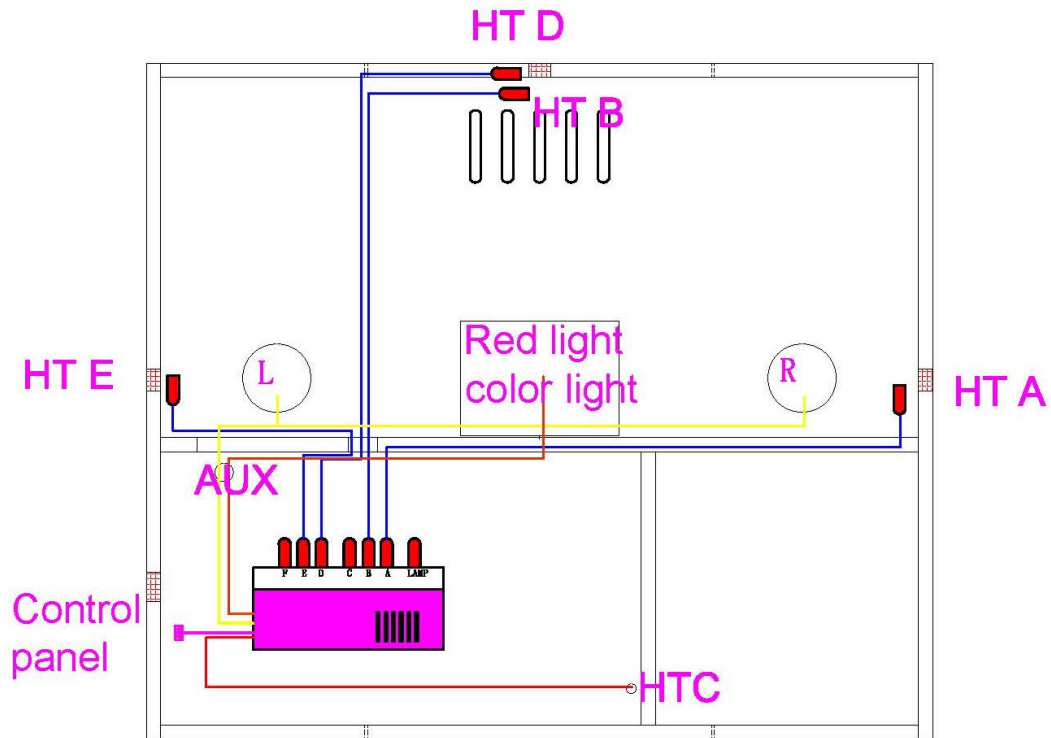 HT D
HT B
Red light
color light
L
R
HT E
HT A
AUX
F E D C B A LAMP
Control
panel
HTC